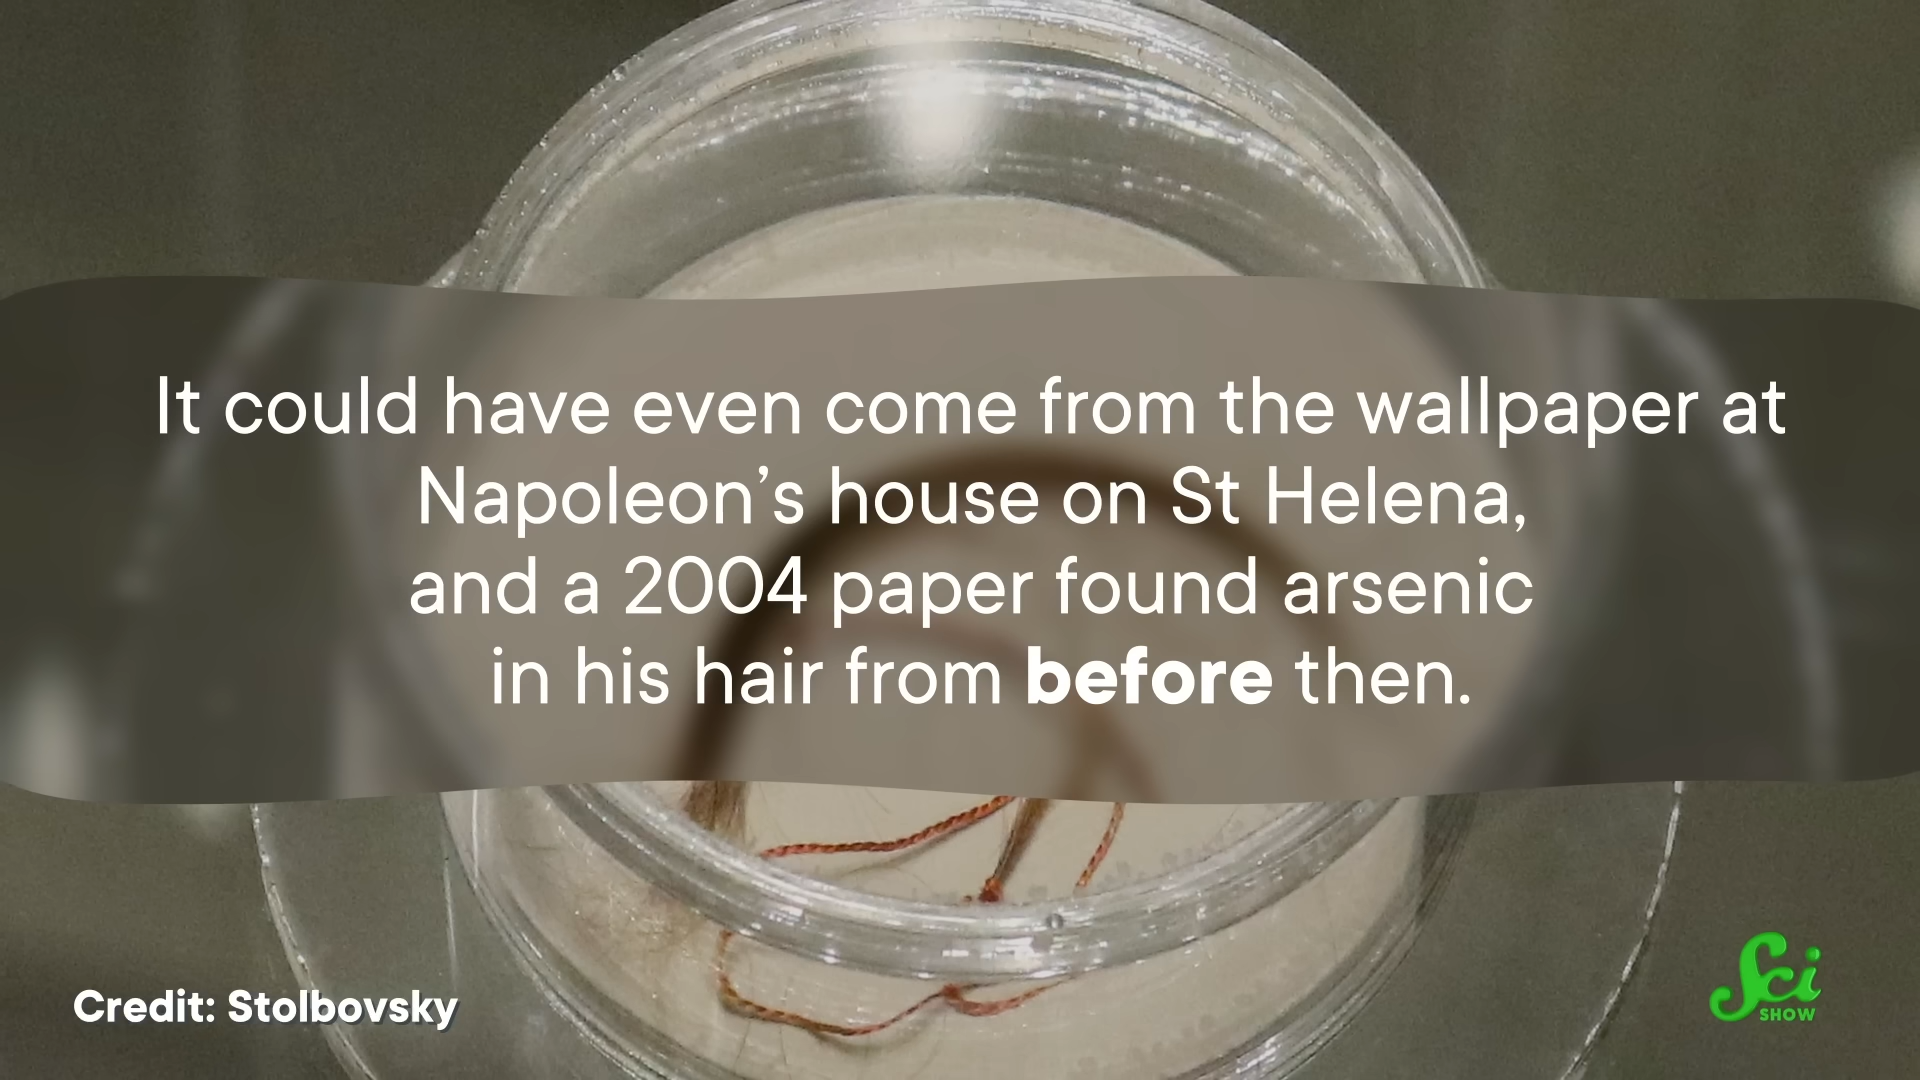 It could have even come from the wallpaper at
Napoleon’s house on St Helena,
and a 2004 paper found arsenic
in his hair from before then.
Credit: Stolbovsky
Sci
SHOW